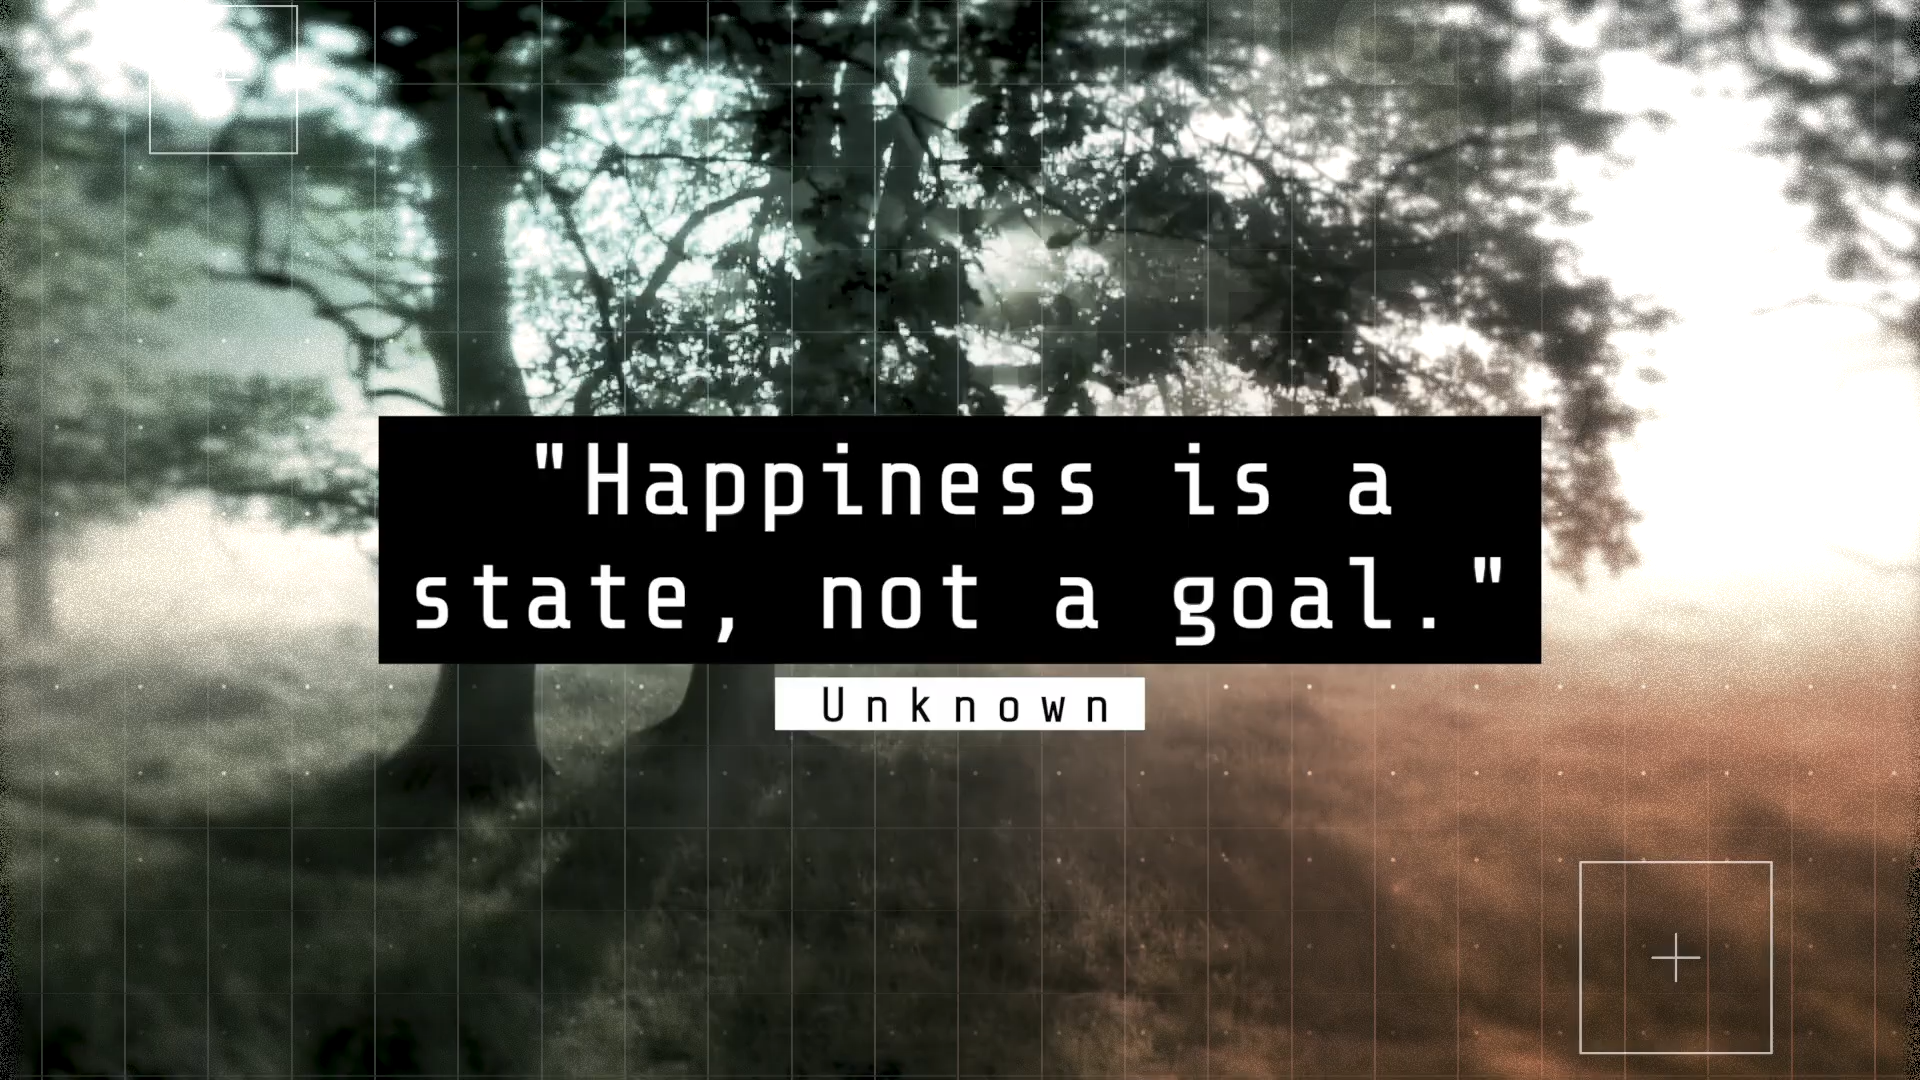 "Happiness is a
state, not a goal."
Unknown